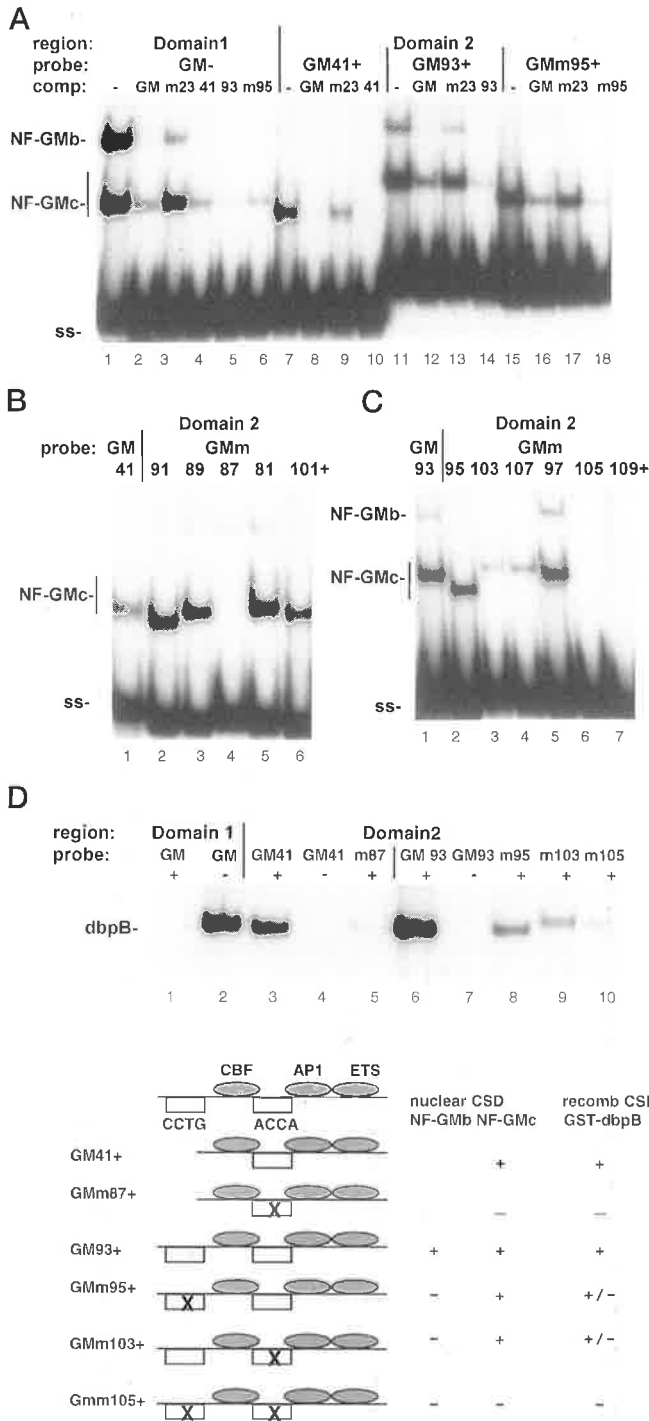 A
region: Domain1 Domain 2
probe: GM- GM41+ GM93+ GMm95+
comp: - GM m23 41 93 m95 - GM m23 41 - GM m23 93 - GM m23 m95
NF-GMb-
NF-GMc-
ss-
1 2 3 4 5 6 7 8 9 10 11 12 13 14 15 16 17 18
B
Domain 2
probe: GM GMm
41 91 89 87 81 101+
NF-GMc-
ss-
1 2 3 4 5 6
C
Domain 2
GM GMm
93 95 103 107 97 105 109+
NF-GMb-
NF-GMc-
ss-
1 2 3 4 5 6 7
D
region: Domain 1 Domain2
probe: GM GM GM41 GM41 m87 GM 93 GM93 m95 m103 m105
+ - + - + + - + + +
dbpB-
1 2 3 4 5 6 7 8 9 10
CBF AP1 ETS
nuclear CSD recomb CSI
NF-GMb NF-GMc GST-dbpB
CCTG ACCA
GM41+ + +
GMm87+ X - -
GM93+ + + +
GMm95+ X - + +/-
GMm103+ X - + +/-
Gmm105+ X X - - -